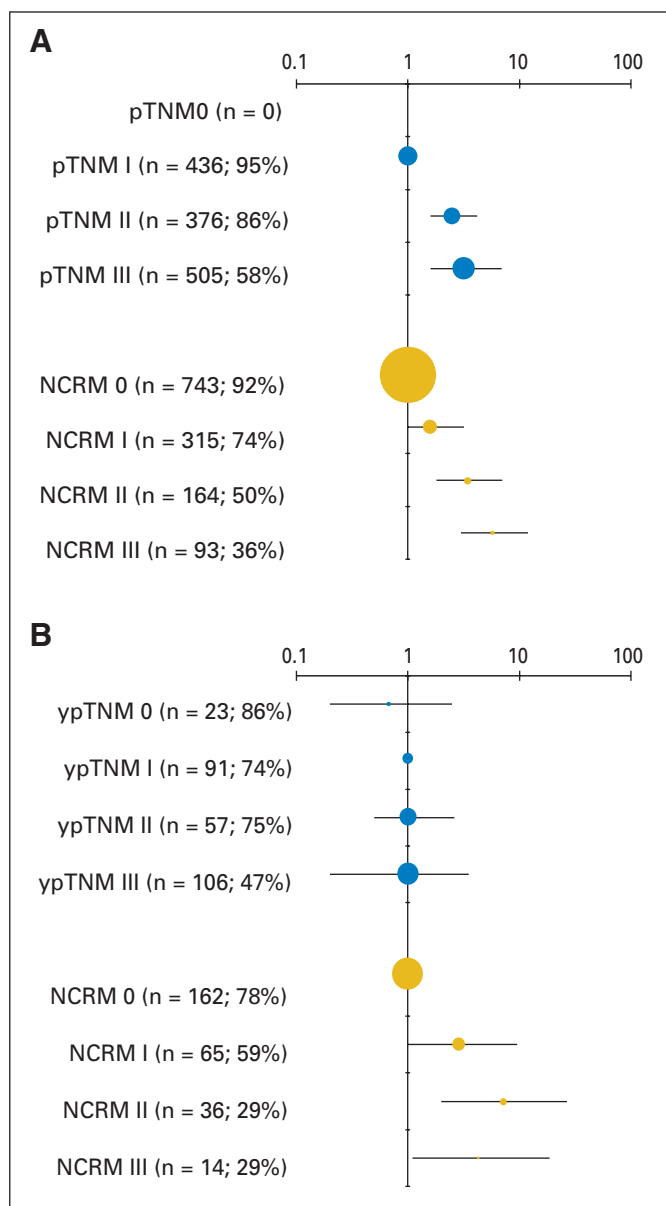 A
0.1 1 10 100
pTNM0 (n = 0)
pTNM I (n = 436; 95%)
pTNM II (n = 376; 86%)
pTNM III (n = 505; 58%)
NCRM 0 (n = 743; 92%)
NCRM I (n = 315; 74%)
NCRM II (n = 164; 50%)
NCRM III (n = 93; 36%)
B
0.1 1 10 100
ypTNM 0 (n = 23; 86%)
ypTNM I (n = 91; 74%)
ypTNM II (n = 57; 75%)
ypTNM III (n = 106; 47%)
NCRM 0 (n = 162; 78%)
NCRM I (n = 65; 59%)
NCRM II (n = 36; 29%)
NCRM III (n = 14; 29%)